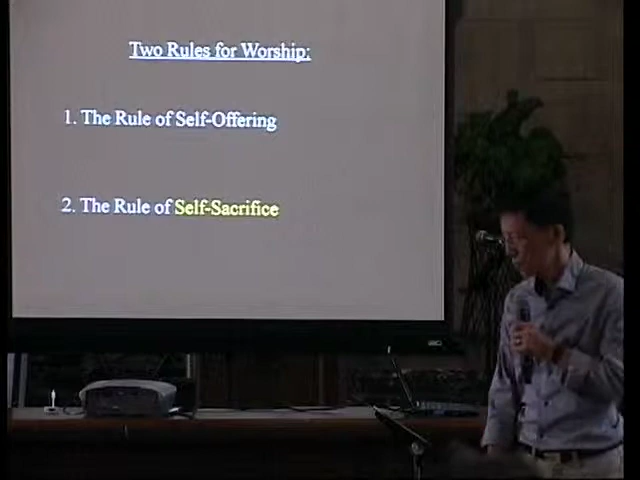 Two Rules for Worship:
1. The Rule of Self-Offering
2. The Rule of Self-Sacrifice